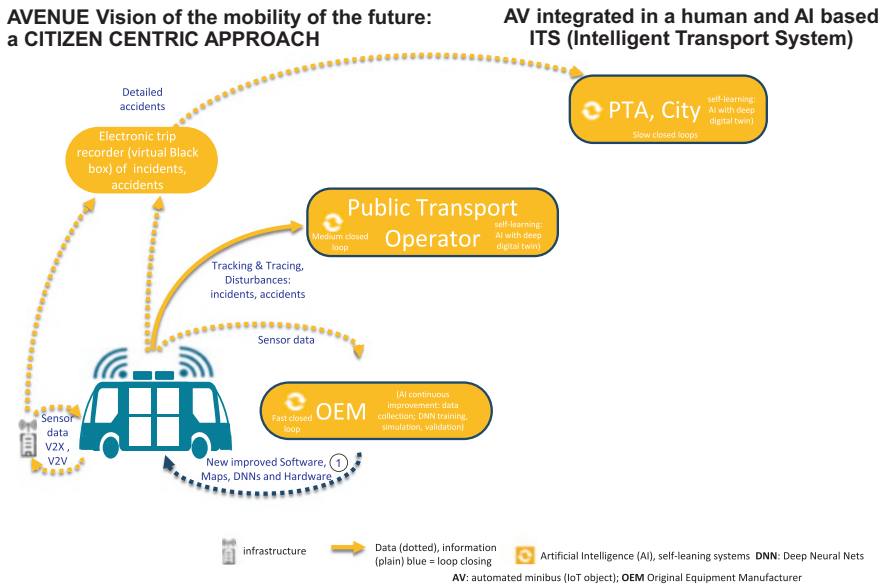 AVENUE Vision of the mobility of the future:
a CITIZEN CENTRIC APPROACH
AV integrated in a human and AI based
ITS (Intelligent Transport System)
Detailed
accidents
Electronic trip
recorder (virtual Black
box) of incidents,
accidents
PTA, City
self-learning:
AI with deep
digital twin)
Slow closed loops
Public Transport
Operator
Medium closed
loop
self-learning:
AI with deep
digital twin)
Tracking & Tracing,
Disturbances:
incidents, accidents
Sensor data
OEM
Fast closed
loop
(AI continuous
improvement: data
collection; DNN training,
simulation, validation)
Sensor
data
V2X ,
V2V
New improved Software,
Maps, DNNs and Hardware
1
infrastructure
Data (dotted), information
(plain) blue = loop closing
Artificial Intelligence (AI), self-leaning systems DNN: Deep Neural Nets
AV: automated minibus (IoT object); OEM Original Equipment Manufacturer